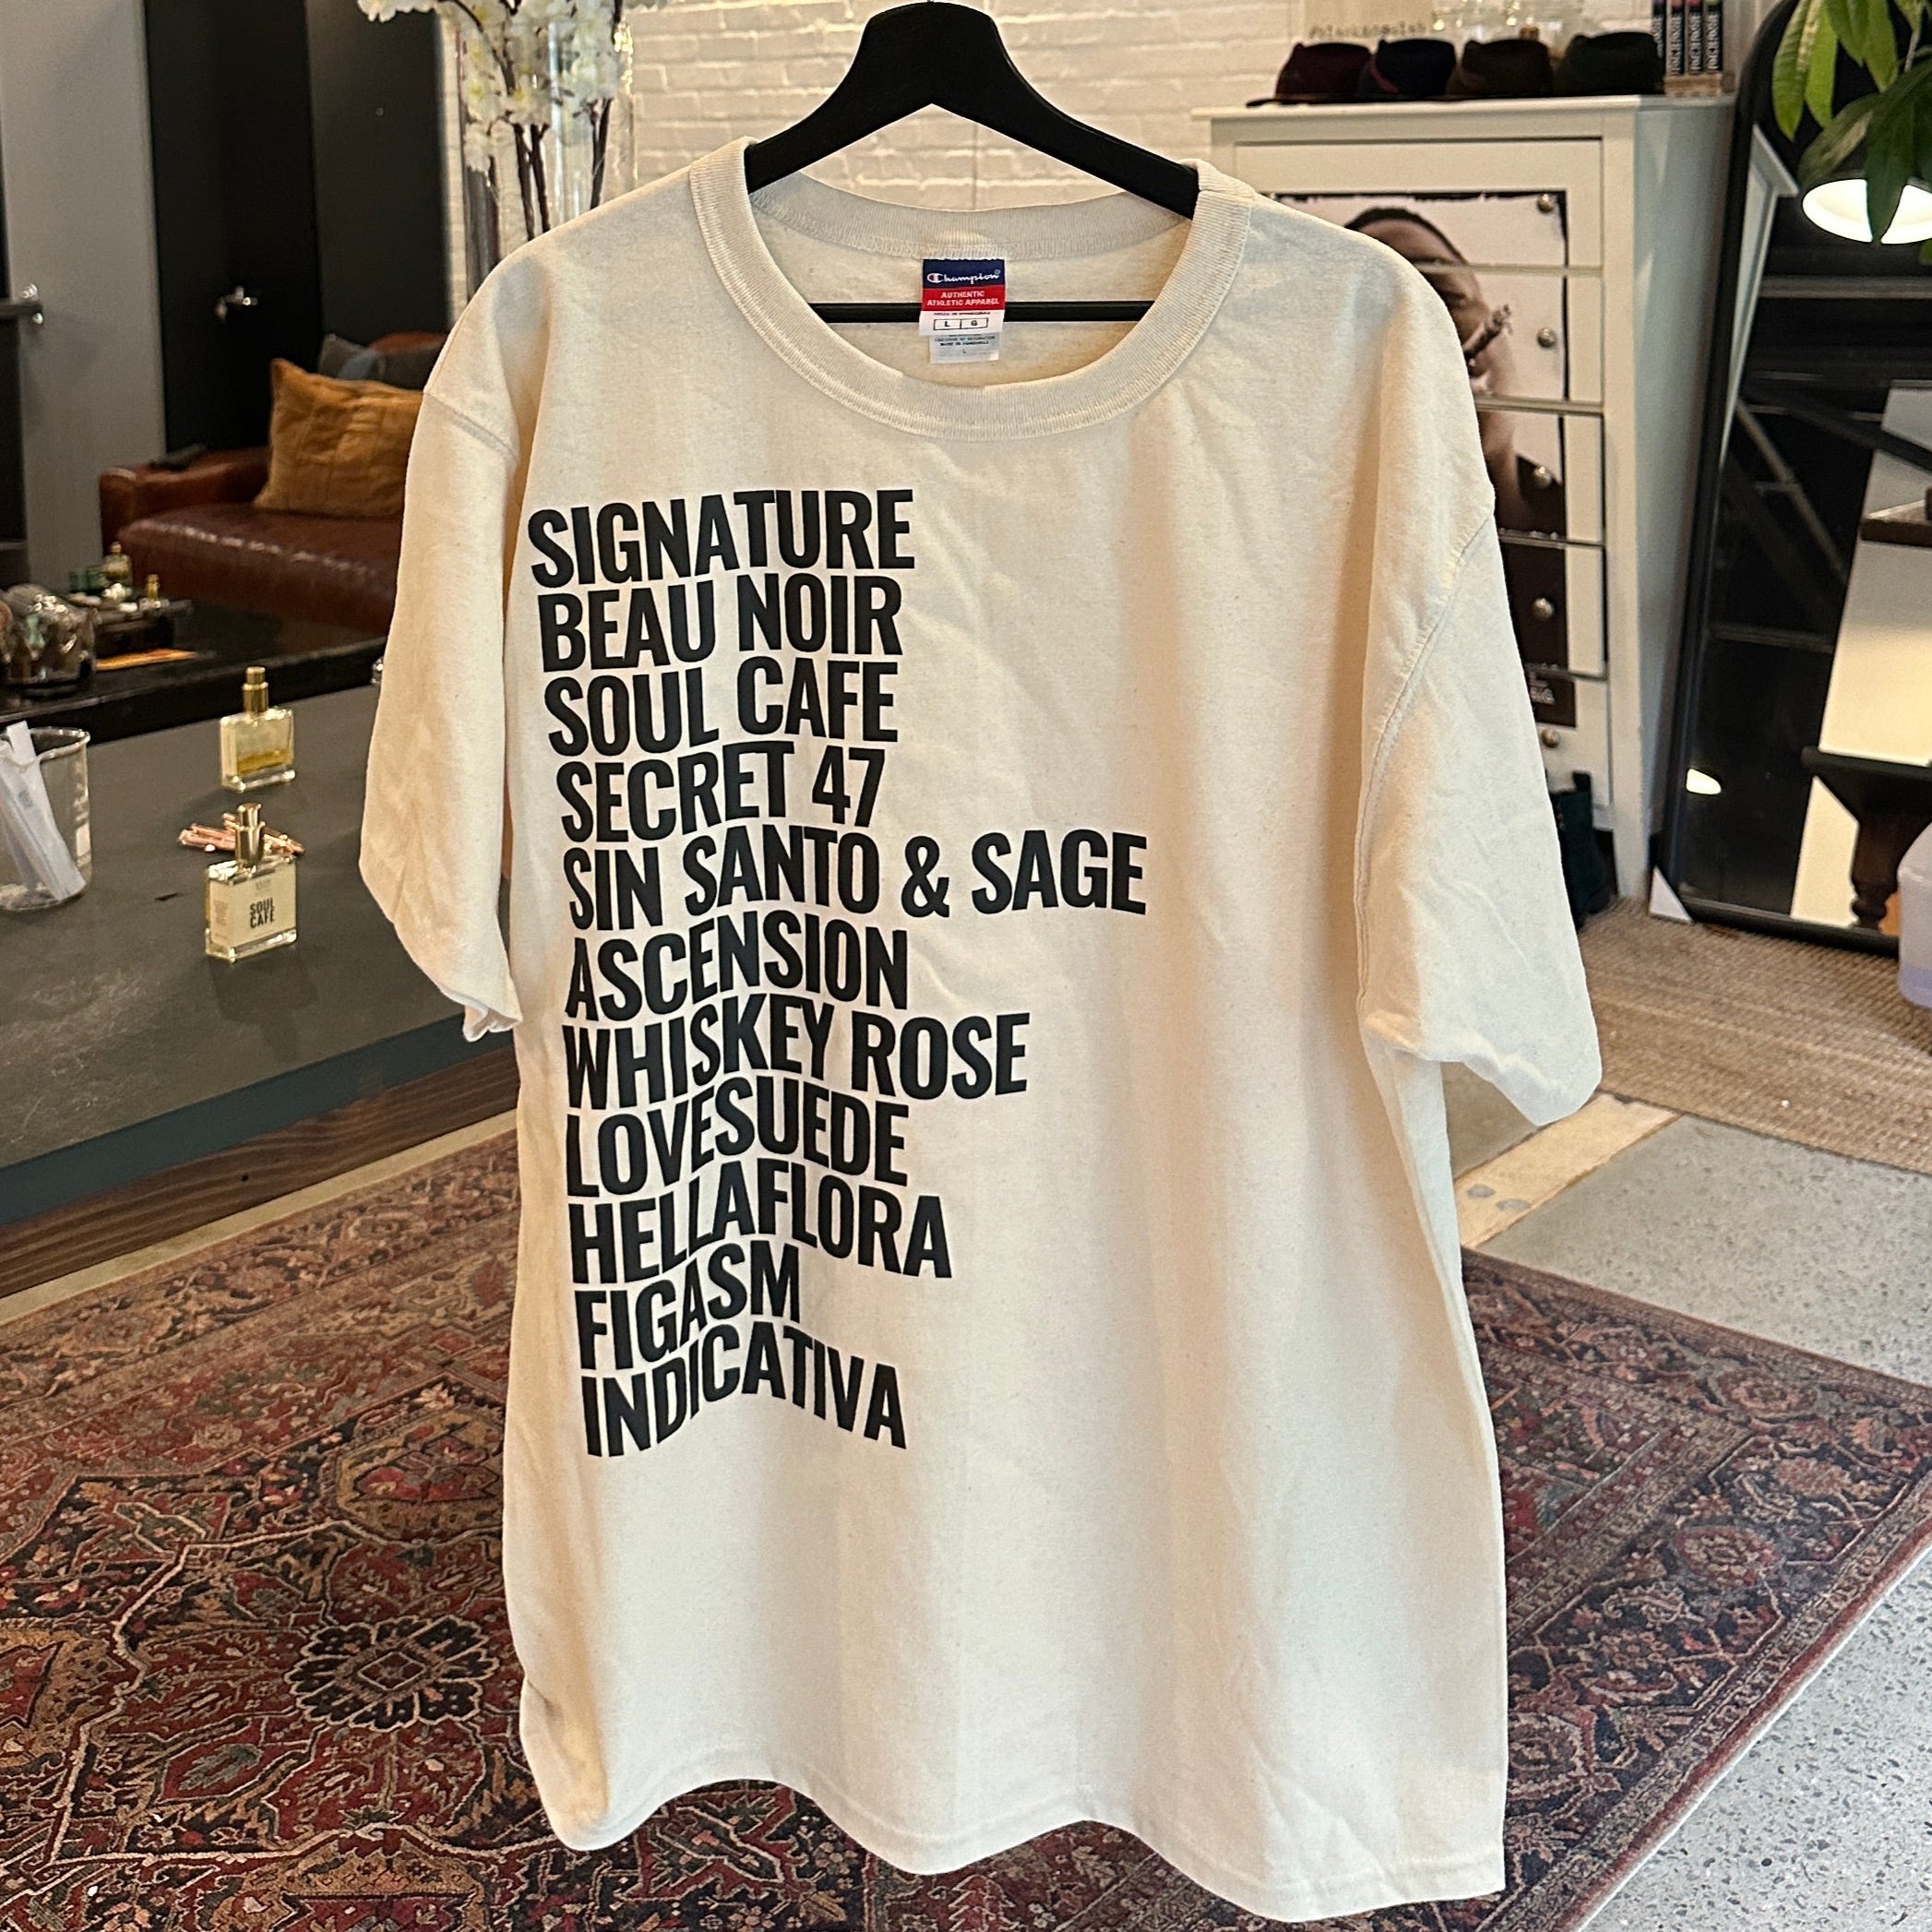 Champion
AUTHENTIC
ATHLETIC APPAREL
L G
SIGNATURE
BEAU NOIR
SOUL CAFE
SECRET 47
SIN SANTO & SAGE
ASCENSION
WHISKEY ROSE
LOVESUEDE
HELLAFLORA
FIGASM
INDICATIVA
SOUL
CAFE